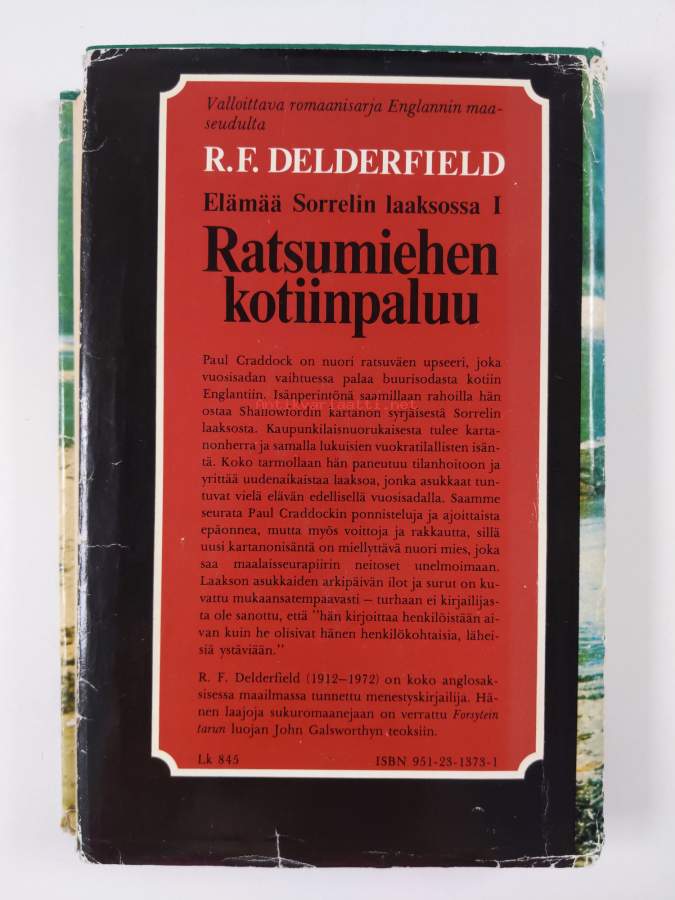 Valloittava romaanisarja Englannin maa-
seudulta
R.F. DELDERFIELD
Elämää Sorrelin laaksossa I
Ratsumiehen
kotiinpaluu
Paul Craddock on nuori ratsuväen upseeri, joka
vuosisadan vaihtuessa palaa buurisodasta kotiin
Englantiin. Isänperintönä saamillaan rahoilla hän
antikvariaatti.net
ostaa Shallowfordin kartanon syrjäisestä Sorrelin
laaksosta. Kaupunkilaisnuorukaisesta tulee karta-
nonherra ja samalla lukuisien vuokratilallisten isän-
tä. Koko tarmollaan hän paneutuu tilanhoitoon ja
yrittää uudenaikaistaa laaksoa, jonka asukkaat tun-
tuvat vielä elävän edellisellä vuosisadalla. Saamme
seurata Paul Craddockin ponnisteluja ja ajoittaista
epäonnea, mutta myös voittoja ja rakkautta, sillä
uusi kartanonisäntä on miellyttävä nuori mies, joka
saa maalaisseurapiirin neitoset unelmoimaan.
Laakson asukkaiden arkipäivän ilot ja surut on ku-
vattu mukaansatempaavasti – turhaan ei kirjailijas-
ta ole sanottu, että "hän kirjoittaa henkilöistään ai-
van kuin he olisivat hänen henkilökohtaisia, lähei-
siä ystäviään."
R. F. Delderfield (1912–1972) on koko anglosak-
sisessa maailmassa tunnettu menestyskirjailija. Hä-
nen laajoja sukuromaanejaan on verrattu Forsytein
tarun luojan John Galsworthyn teoksiin.
Lk 845 ISBN 951-23-1373-1